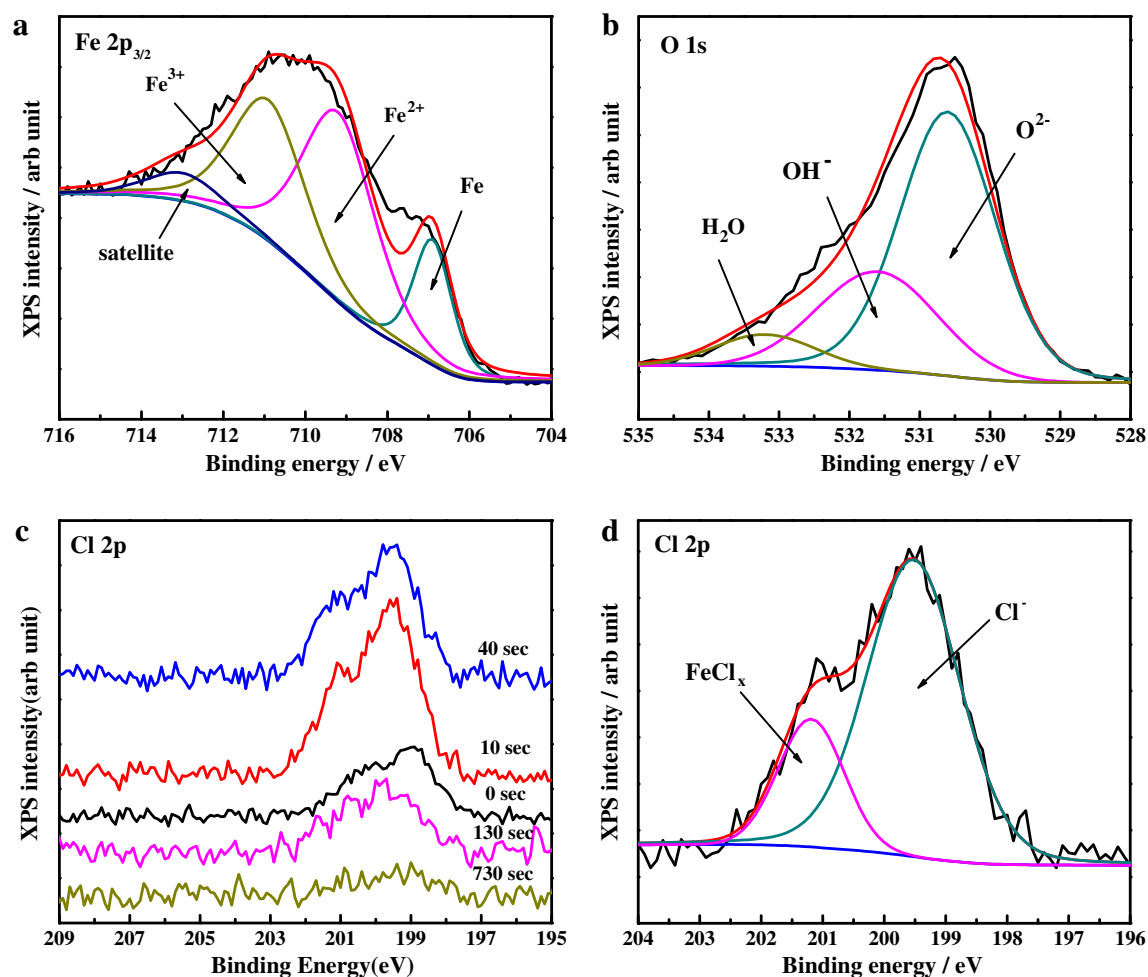 a
Fe 2p3/2
Fe3+
Fe2+
Fe
satellite
XPS intensity / arb unit
716 714 712 710 708 706 704
Binding energy / eV
b
O 1s
O2-
OH-
H2O
XPS intensity / arb unit
535 534 533 532 531 530 529 528
Binding energy / eV
c
Cl 2p
40 sec
10 sec
0 sec
130 sec
730 sec
XPS intensity(arb unit)
209 207 205 203 201 199 197 195
Binding Energy(eV)
d
Cl 2p
Cl-
FeClx
XPS intensity / arb unit
204 203 202 201 200 199 198 197 196
Binding energy / eV